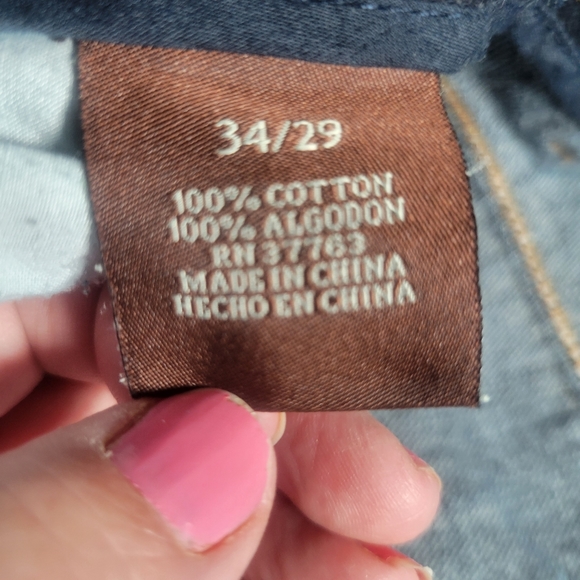 34/29
100% COTTON
100% ALGODON
RN 37763
MADE IN CHINA
HECHO EN CHINA